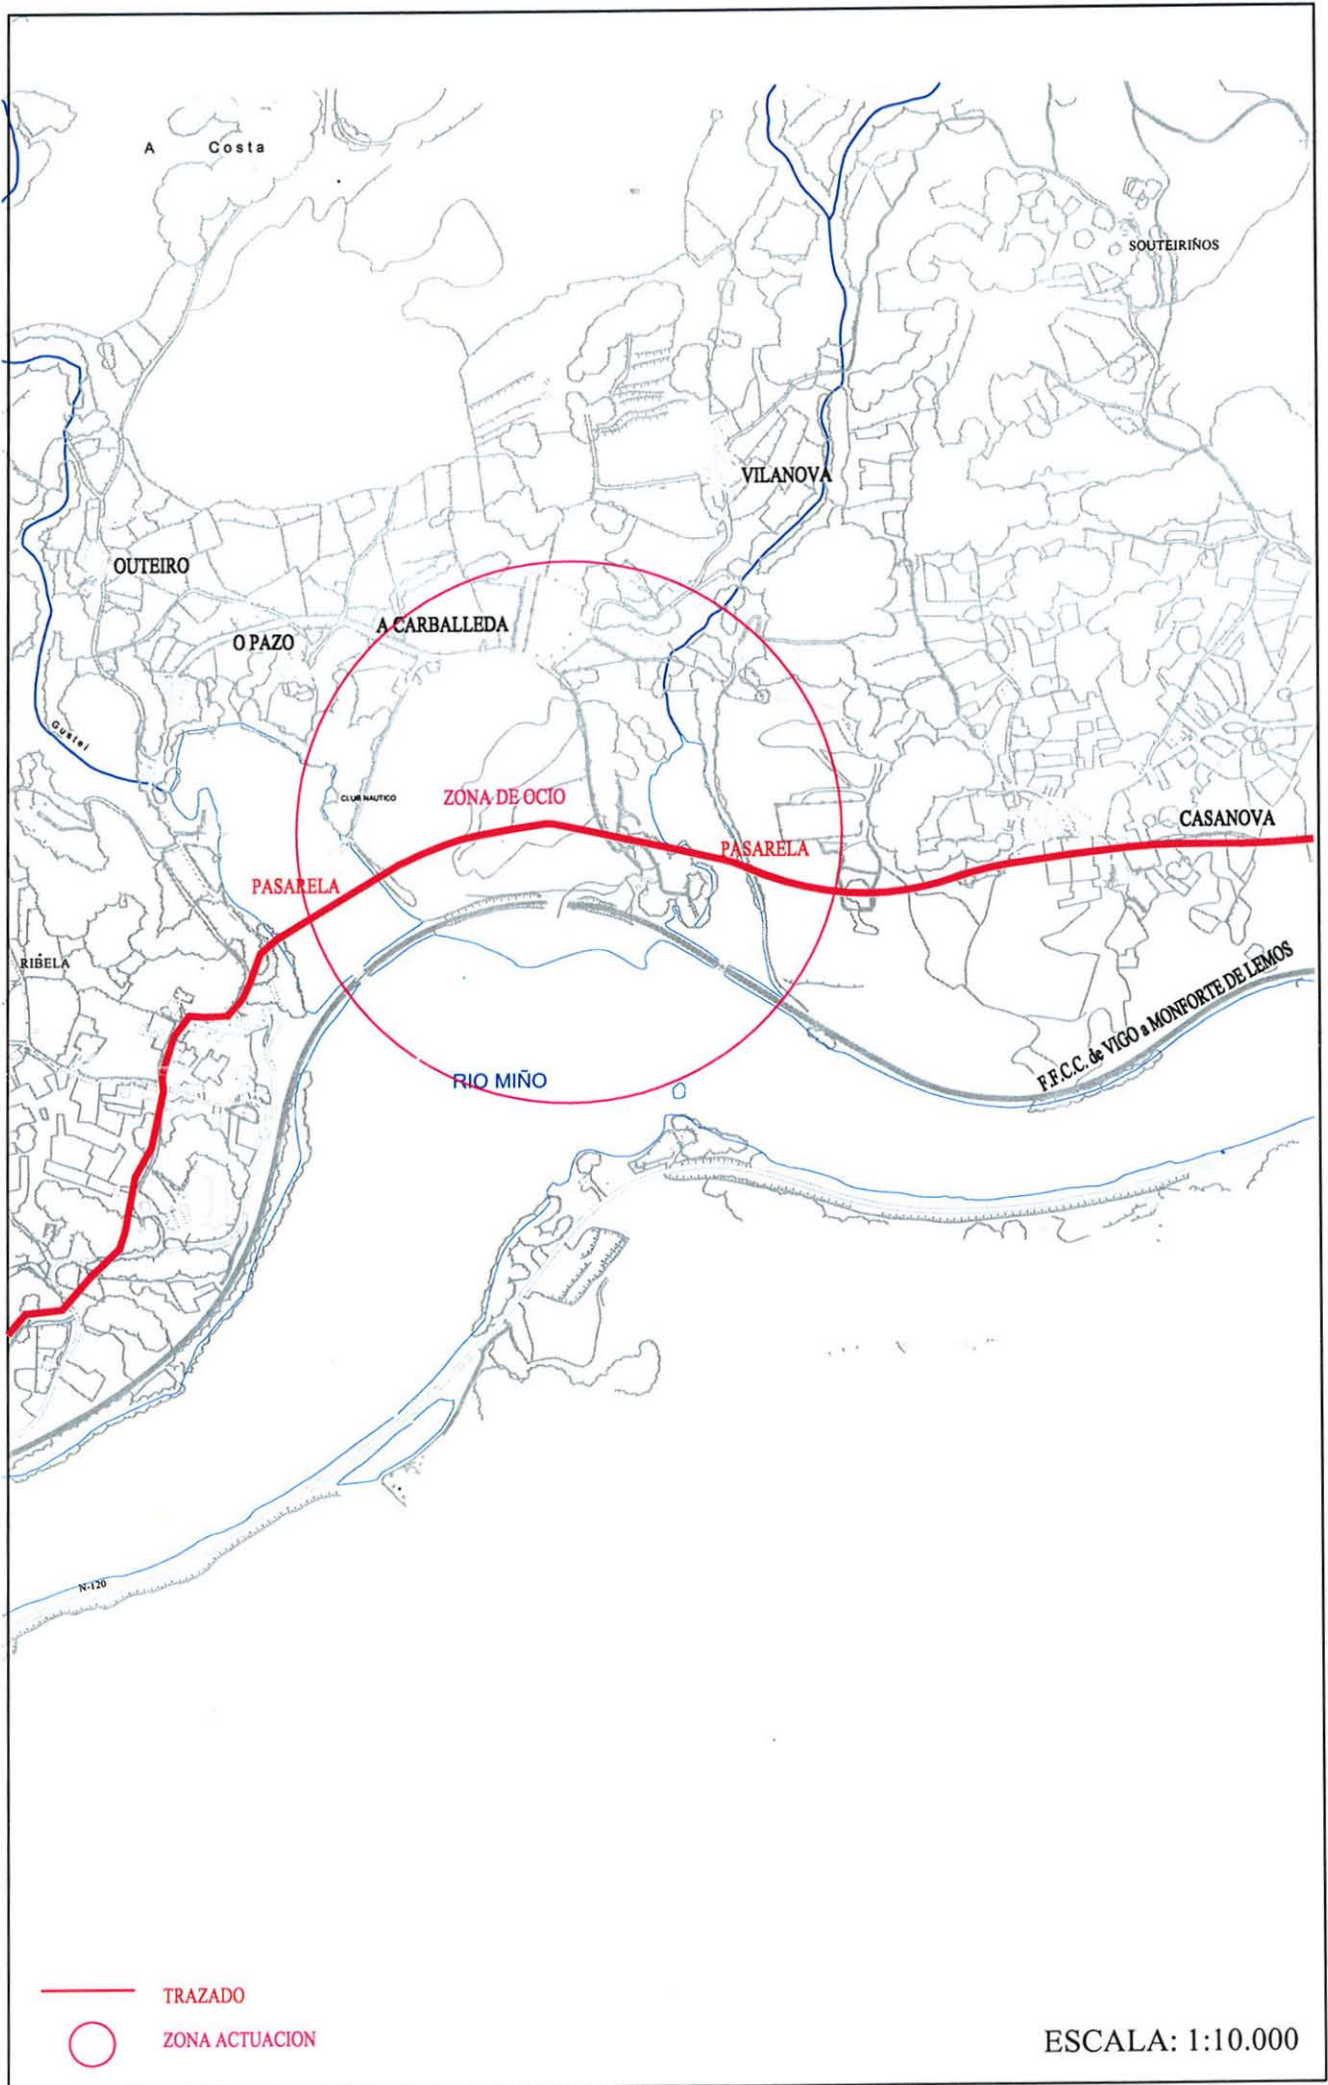 A Costa
SOUTEIRIÑOS
VILANOVA
OUTEIRO
A CARBALLEDA
O PAZO
Gustei
CLUB NAUTICO
ZONA DE OCIO
CASANOVA
PASARELA
PASARELA
RIBELA
F.F.C.C. de VIGO a MONFORTE DE LEMOS
RIO MIÑO
N-120
TRAZADO
ZONA ACTUACION
ESCALA: 1:10.000